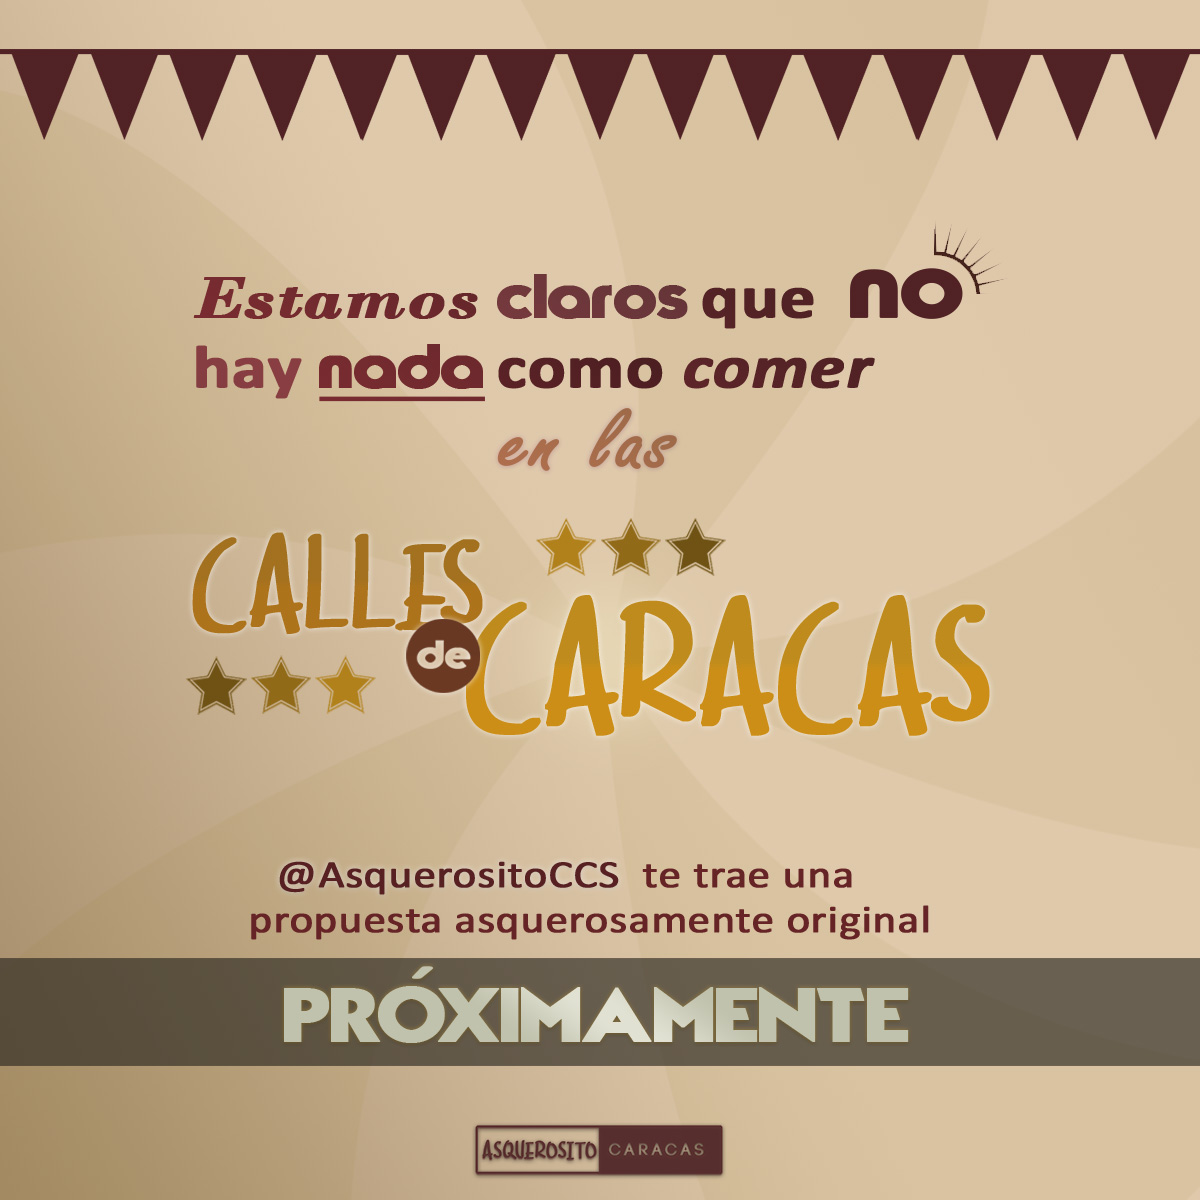 Estamos claros que no
hay nada como comer
en las
CALLES
de
CARACAS
@AsquerositoCCS te trae una
propuesta asquerosamente original
PRÓXIMAMENTE
ASQUEROSITO CARACAS